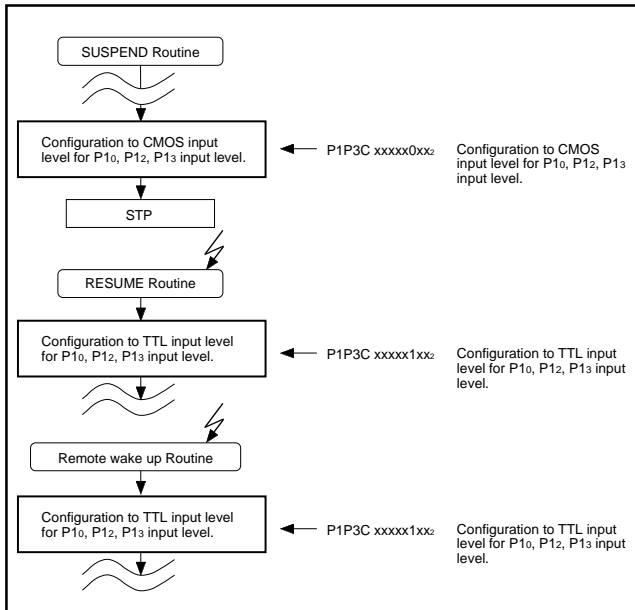 SUSPEND Routine
Configuration to CMOS input
level for P1₀, P1₂, P1₃ input level.
P1P3C xxxxx0xx₂
Configuration to CMOS
input level for P1₀, P1₂, P1₃
input level.
STP
RESUME Routine
Configuration to TTL input level
for P1₀, P1₂, P1₃ input level.
P1P3C xxxxx1xx₂
Configuration to TTL input
level for P1₀, P1₂, P1₃ input
level.
Remote wake up Routine
Configuration to TTL input level
for P1₀, P1₂, P1₃ input level.
P1P3C xxxxx1xx₂
Configuration to TTL input
level for P1₀, P1₂, P1₃ input
level.